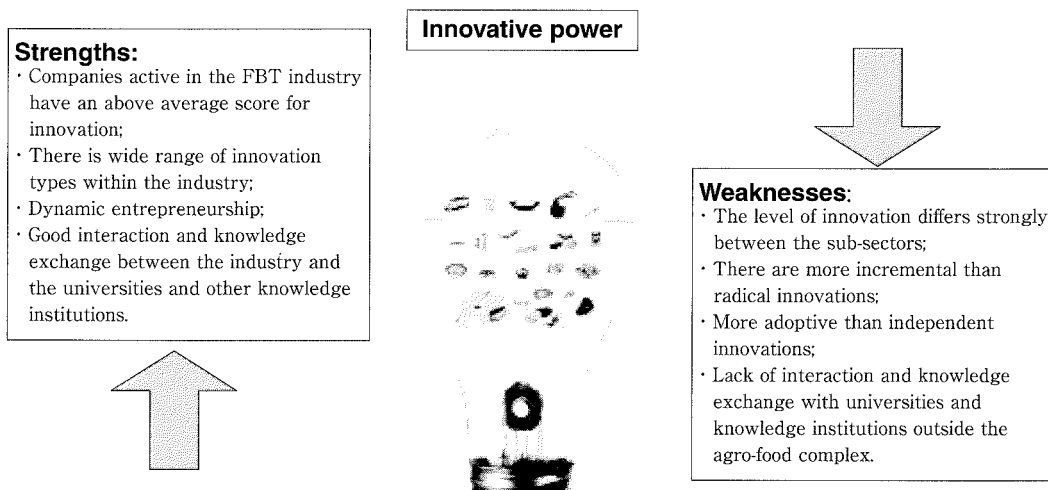 Innovative power
Strengths:
· Companies active in the FBT industry
have an above average score for
innovation;
· There is wide range of innovation
types within the industry;
· Dynamic entrepreneurship;
· Good interaction and knowledge
exchange between the industry and
the universities and other knowledge
institutions.
Weaknesses:
· The level of innovation differs strongly
between the sub-sectors;
· There are more incremental than
radical innovations;
· More adoptive than independent
innovations;
· Lack of interaction and knowledge
exchange with universities and
knowledge institutions outside the
agro-food complex.